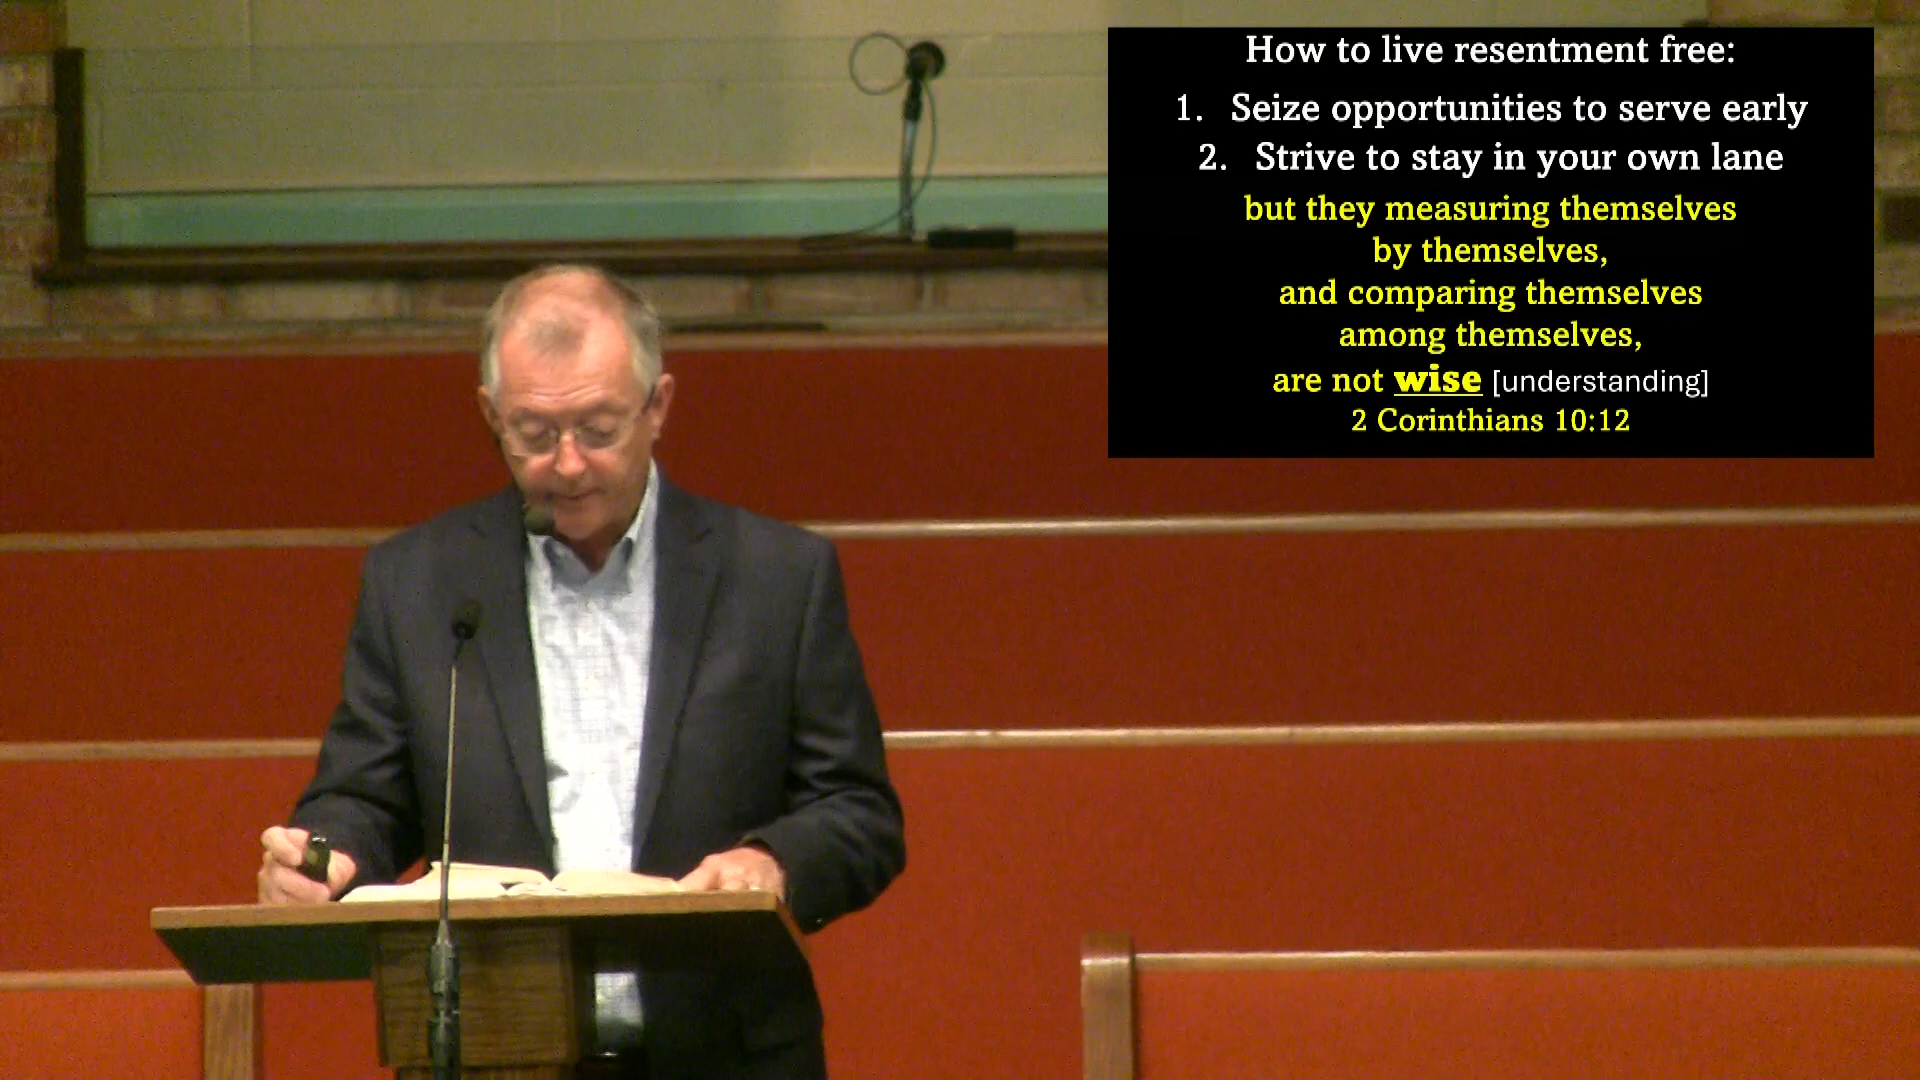 How to live resentment free:
1. Seize opportunities to serve early
2. Strive to stay in your own lane
but they measuring themselves
by themselves,
and comparing themselves
among themselves,
are not wise [understanding]
2 Corinthians 10:12